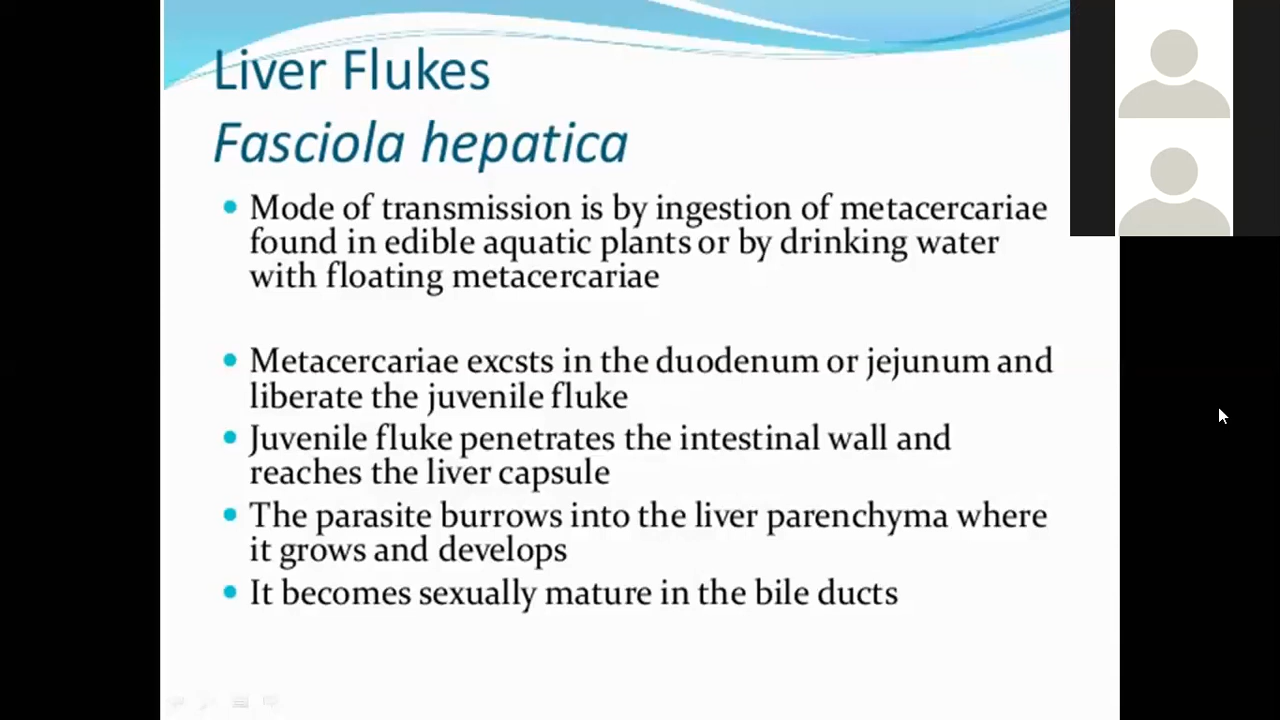 Liver Flukes
Fasciola hepatica
Mode of transmission is by ingestion of metacercariae
found in edible aquatic plants or by drinking water
with floating metacercariae
Metacercariae excsts in the duodenum or jejunum and
liberate the juvenile fluke
Juvenile fluke penetrates the intestinal wall and
reaches the liver capsule
The parasite burrows into the liver parenchyma where
it grows and develops
It becomes sexually mature in the bile ducts